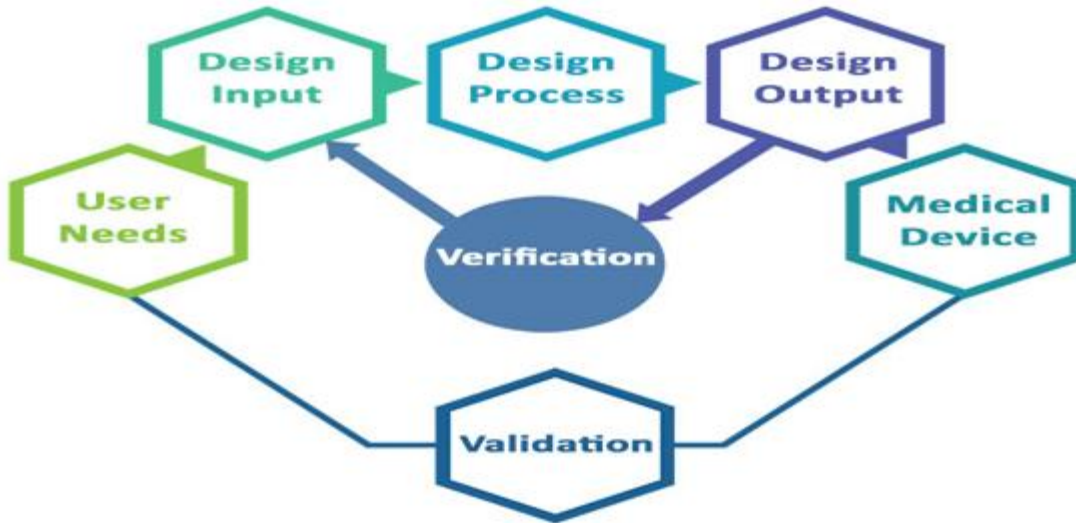 Design
Input
Design
Process
Design
Output
User
Needs
Verification
Medical
Device
Validation